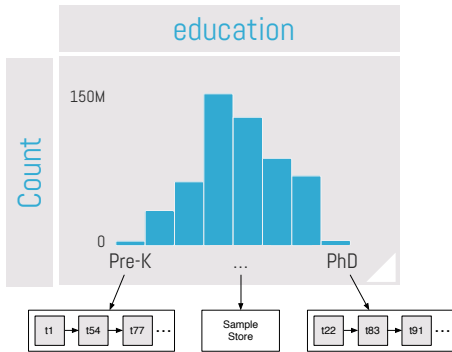 education
Count
150M
0
Pre-K ... PhD
t1 t54 t77 ...
Sample
Store
t22 t83 t91 ...